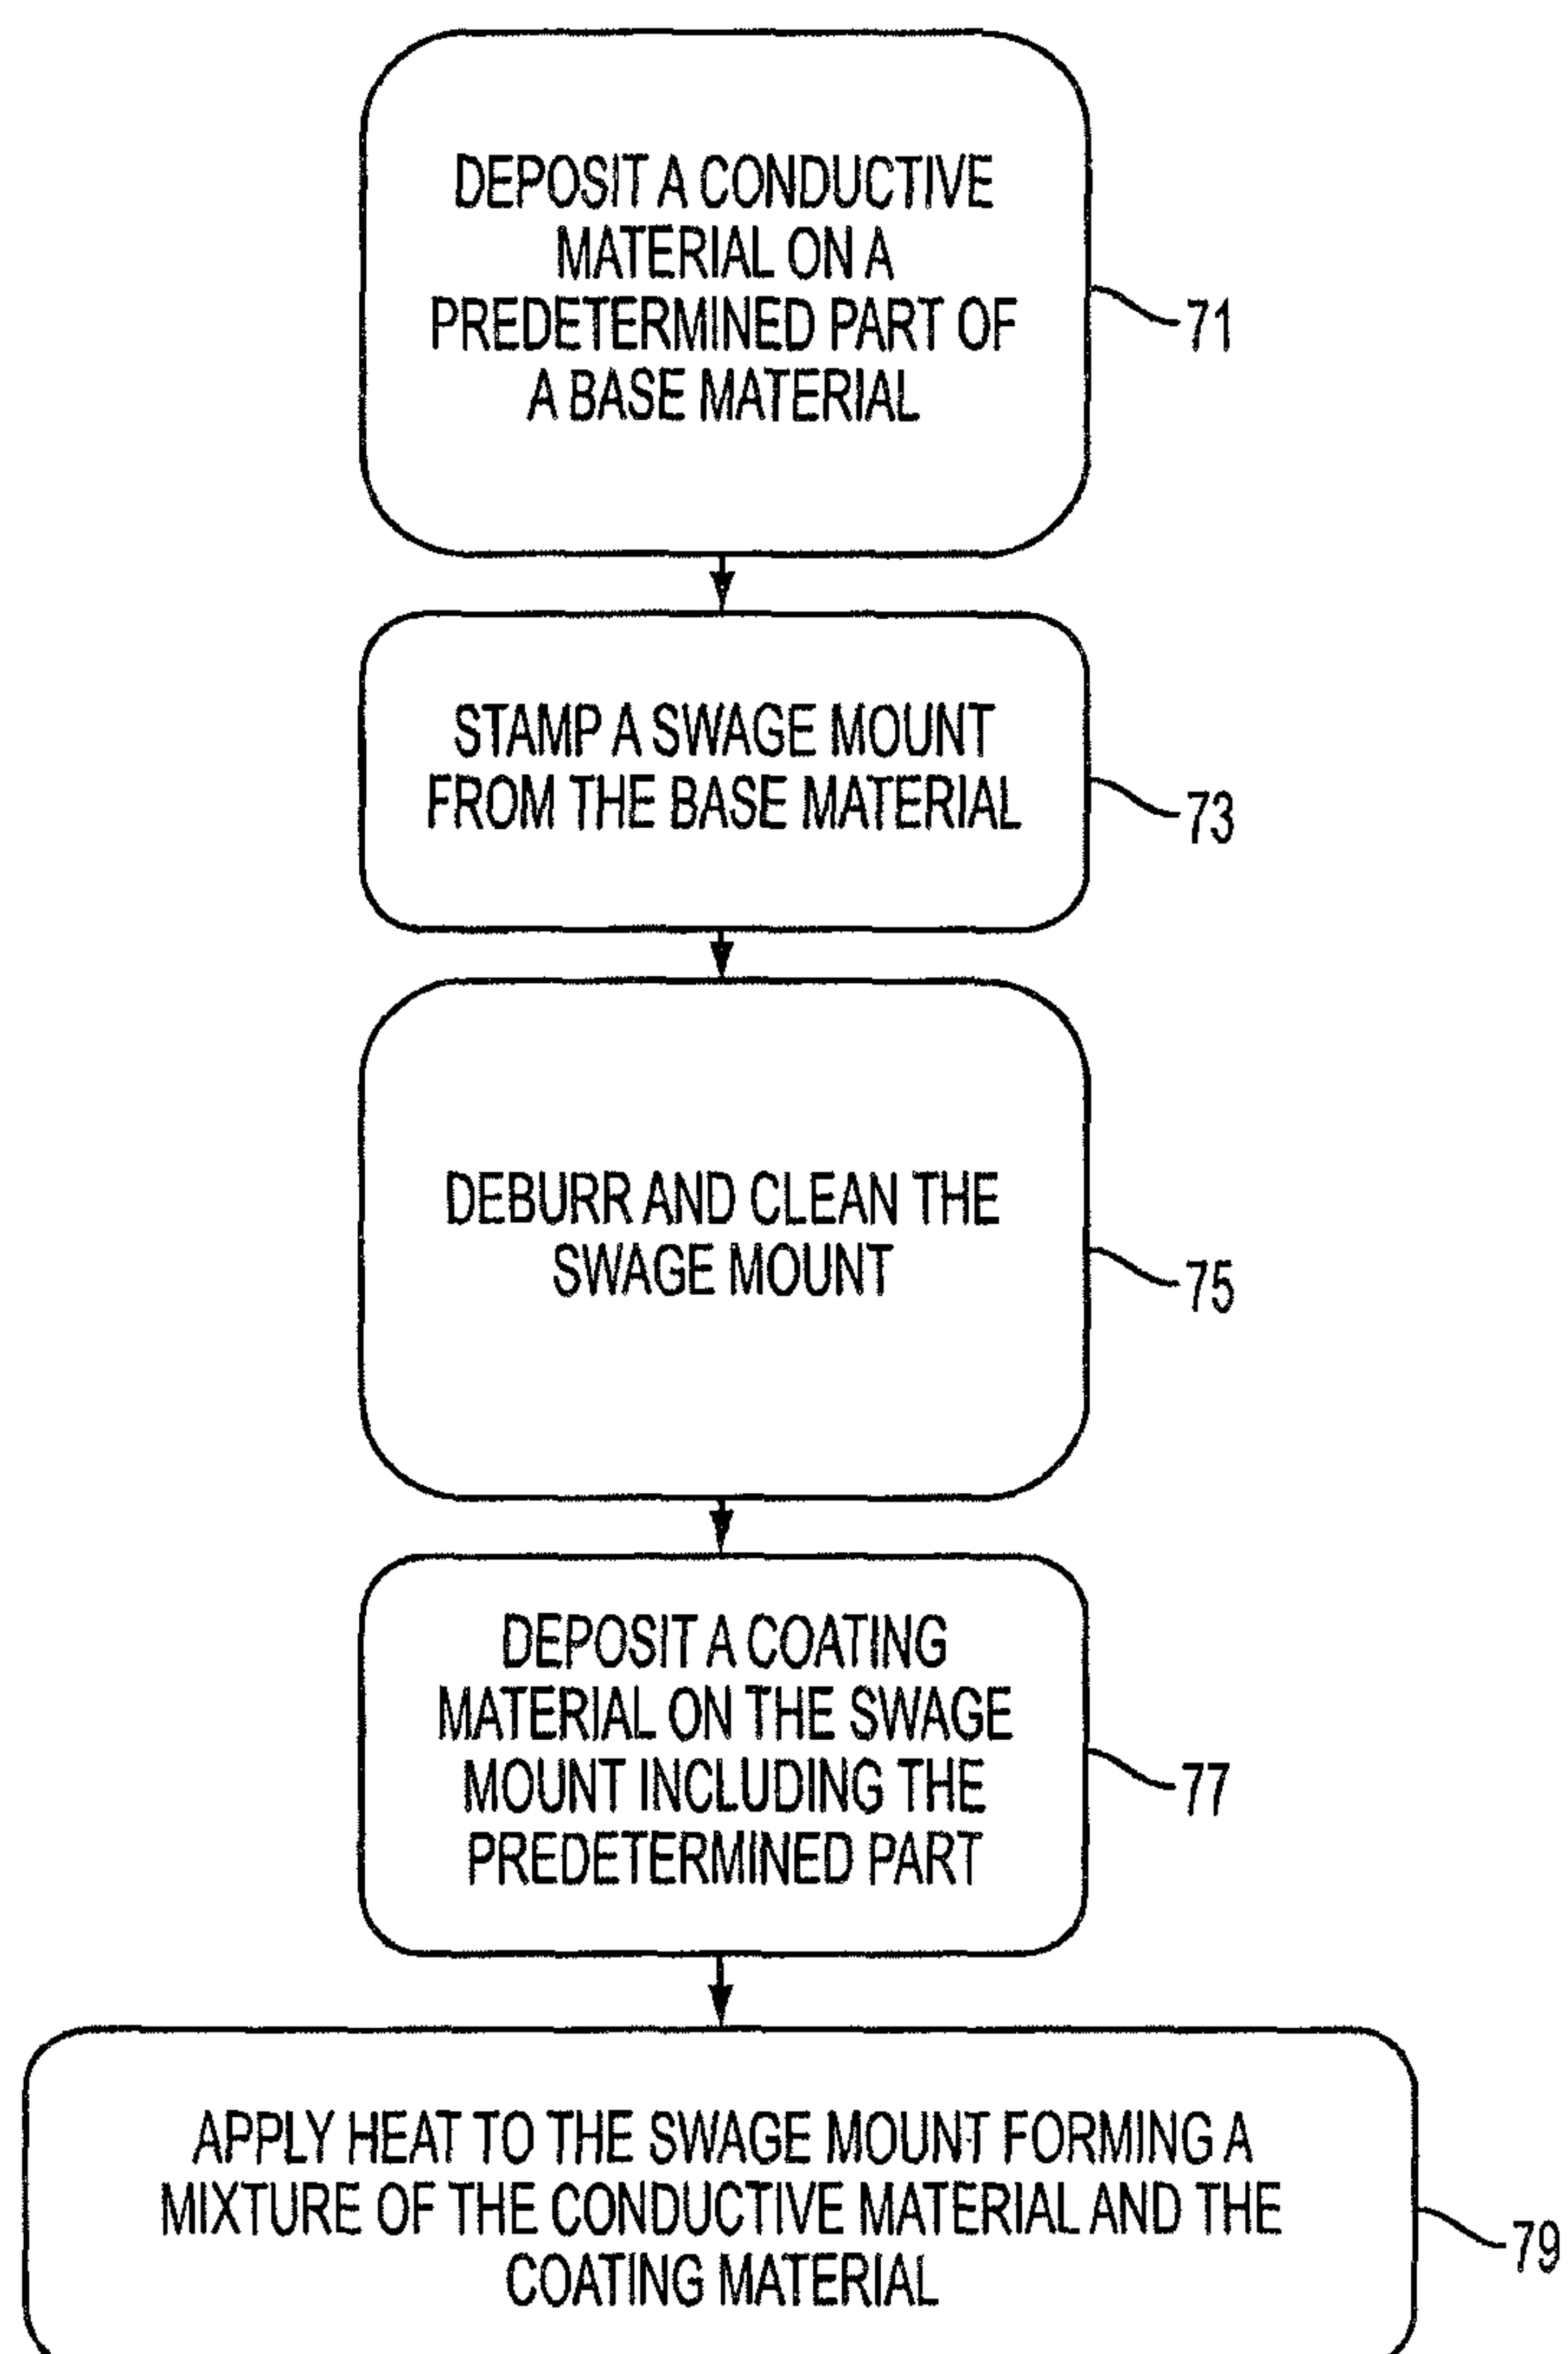 DEPOSIT A CONDUCTIVE
MATERIAL ON A
PREDETERMINED PART OF
A BASE MATERIAL
71
STAMP A SWAGE MOUNT
FROM THE BASE MATERIAL
73
DEBURR AND CLEAN THE
SWAGE MOUNT
75
DEPOSIT A COATING
MATERIAL ON THE SWAGE
MOUNT INCLUDING THE
PREDETERMINED PART
77
APPLY HEAT TO THE SWAGE MOUNT FORMING A
MIXTURE OF THE CONDUCTIVE MATERIAL AND THE
COATING MATERIAL
79